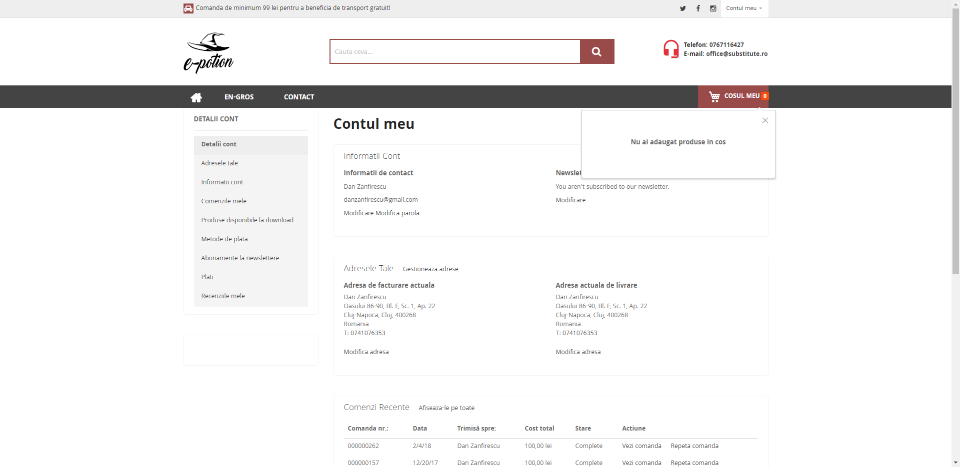 Comanda de minimum 99 lei pentru a beneficia de transport gratuit!
Contul meu
e-potion
Cauta ceva...
Telefon: 0767116427
E-mail: office@substitute.ro
EN-GROS
CONTACT
COSUL MEU 0
DETALII CONT
Detalii cont
Adresele tale
Informatii cont
Comenzile mele
Produse disponibile la download
Metode de plata
Abonamente la newslettere
Plati
Recenziile mele
Contul meu
Nu ai adaugat produse in cos
Informatii Cont
Informatii de contact
Dan Zanfirescu
danzanfirescu@gmail.com
Modificare Modifica parola
Newslet
You aren't subscribed to our newsletter.
Modificare
Adresele Tale Gestioneaza adrese
Adresa de facturare actuala
Dan Zanfirescu
Oasului 86-90, Bl. F, Sc. 1, Ap. 22
Cluj-Napoca, Cluj, 400268
Romania
T: 0741076353
Modifica adresa
Adresa actuala de livrare
Dan Zanfirescu
Oasului 86-90, Bl. F, Sc. 1, Ap. 22
Cluj-Napoca, Cluj, 400268
Romania
T: 0741076353
Modifica adresa
Comenzi Recente Afiseaza-le pe toate
Comanda nr.: Data Trimisă spre: Cost total Stare Actiune
000000262 2/4/18 Dan Zanfirescu 100,00 lei Complete Vezi comanda Repeta comanda
000000157 12/20/17 Dan Zanfirescu 100,00 lei Complete Vezi comanda Repeta comanda